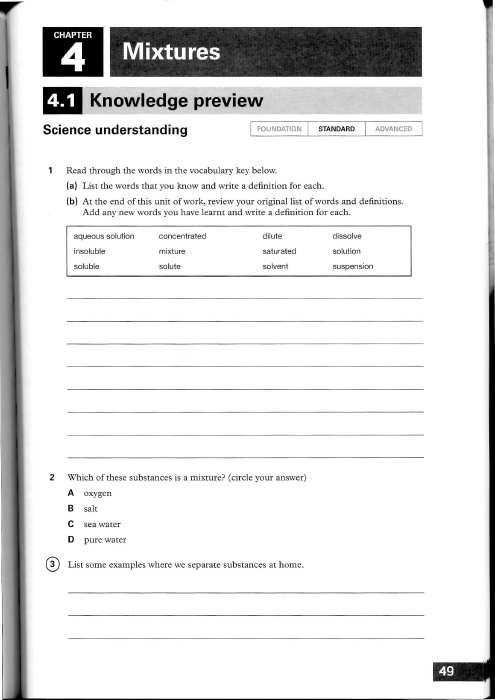 CHAPTER
4
Mixtures
4.1 Knowledge preview
Science understanding
FOUNDATION STANDARD ADVANCED
1 Read through the words in the vocabulary key below.
(a) List the words that you know and write a definition for each.
(b) At the end of this unit of work, review your original list of words and definitions.
Add any new words you have learnt and write a definition for each.
aqueous solution concentrated dilute dissolve
insoluble mixture saturated solution
soluble solute solvent suspension
2 Which of these substances is a mixture? (circle your answer)
A oxygen
B salt
C sea water
D pure water
3 List some examples where we separate substances at home.
49